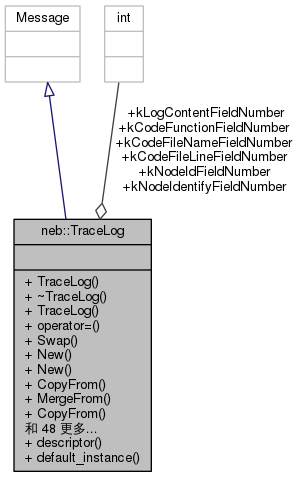 Message
int
+kLogContentFieldNumber
+kCodeFunctionFieldNumber
+kCodeFileNameFieldNumber
+kCodeFileLineFieldNumber
+kNodeIdFieldNumber
+kNodeIdentifyFieldNumber
neb::TraceLog
+ TraceLog()
+ ~TraceLog()
+ TraceLog()
+ operator=()
+ Swap()
+ New()
+ New()
+ CopyFrom()
+ MergeFrom()
+ CopyFrom()
和 48 更多...
+ descriptor()
+ default_instance()